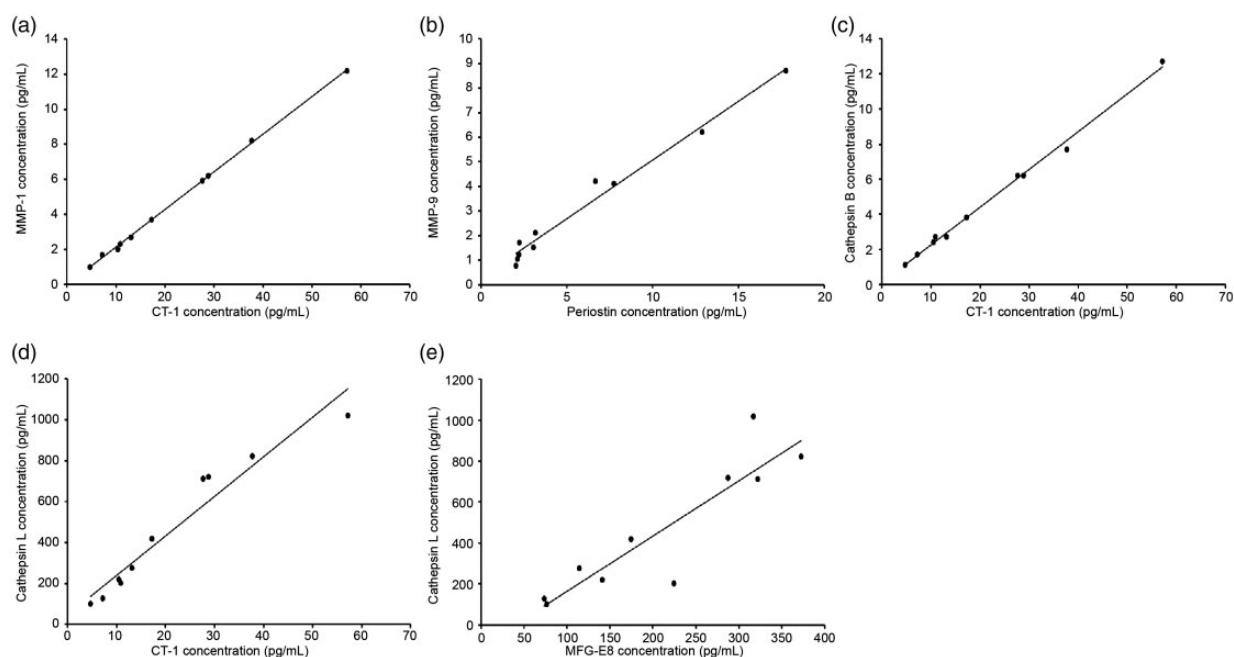 (a)
14
12
10
8
6
4
2
0
MMP-1 concentration (pg/mL)
0 10 20 30 40 50 60 70
CT-1 concentration (pg/mL)
(b)
10
9
8
7
6
5
4
3
2
1
0
MMP-9 concentration (pg/mL)
0 5 10 15 20
Periostin concentration (pg/mL)
(c)
14
12
10
8
6
4
2
0
Cathepsin B concentration (pg/mL)
0 10 20 30 40 50 60 70
CT-1 concentration (pg/mL)
(d)
1200
1000
800
600
400
200
0
Cathepsin L concentration (pg/mL)
0 10 20 30 40 50 60 70
CT-1 concentration (pg/mL)
(e)
1200
1000
800
600
400
200
0
Cathepsin L concentration (pg/mL)
0 50 100 150 200 250 300 350 400
MFG-E8 concentration (pg/mL)